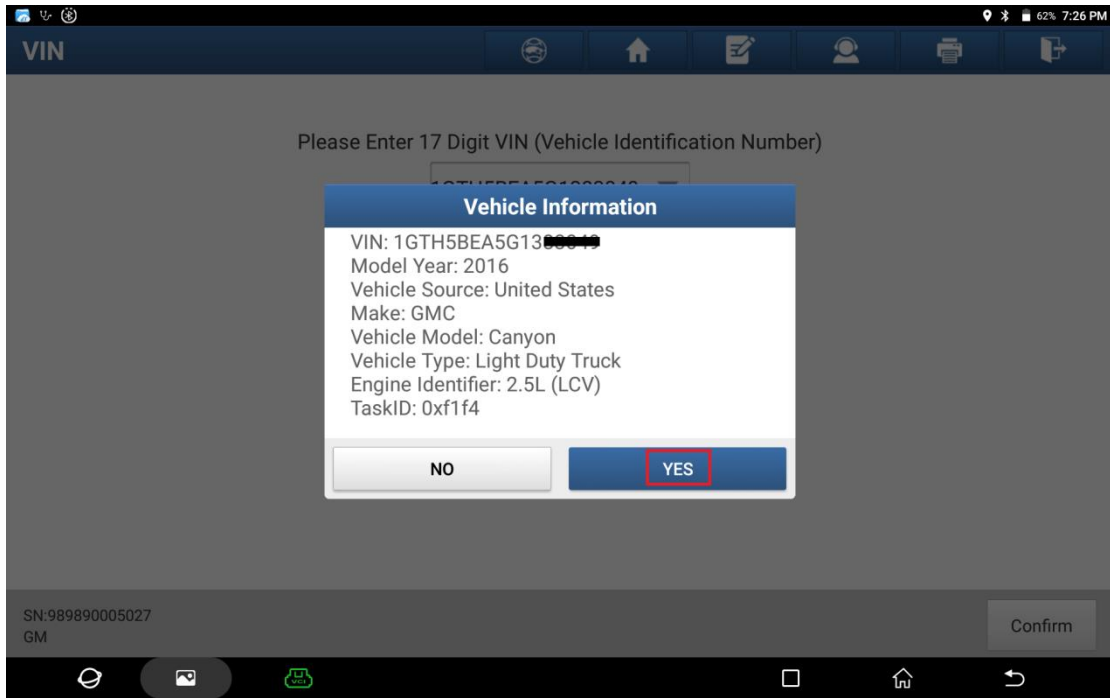 62% 7:26 PM
VIN
Please Enter 17 Digit VIN (Vehicle Identification Number)
Vehicle Information
VIN: 1GTH5BEA5G13
Model Year: 2016
Vehicle Source: United States
Make: GMC
Vehicle Model: Canyon
Vehicle Type: Light Duty Truck
Engine Identifier: 2.5L (LCV)
TaskID: 0xf1f4
NO
YES
SN:989890005027
GM
Confirm
VCI